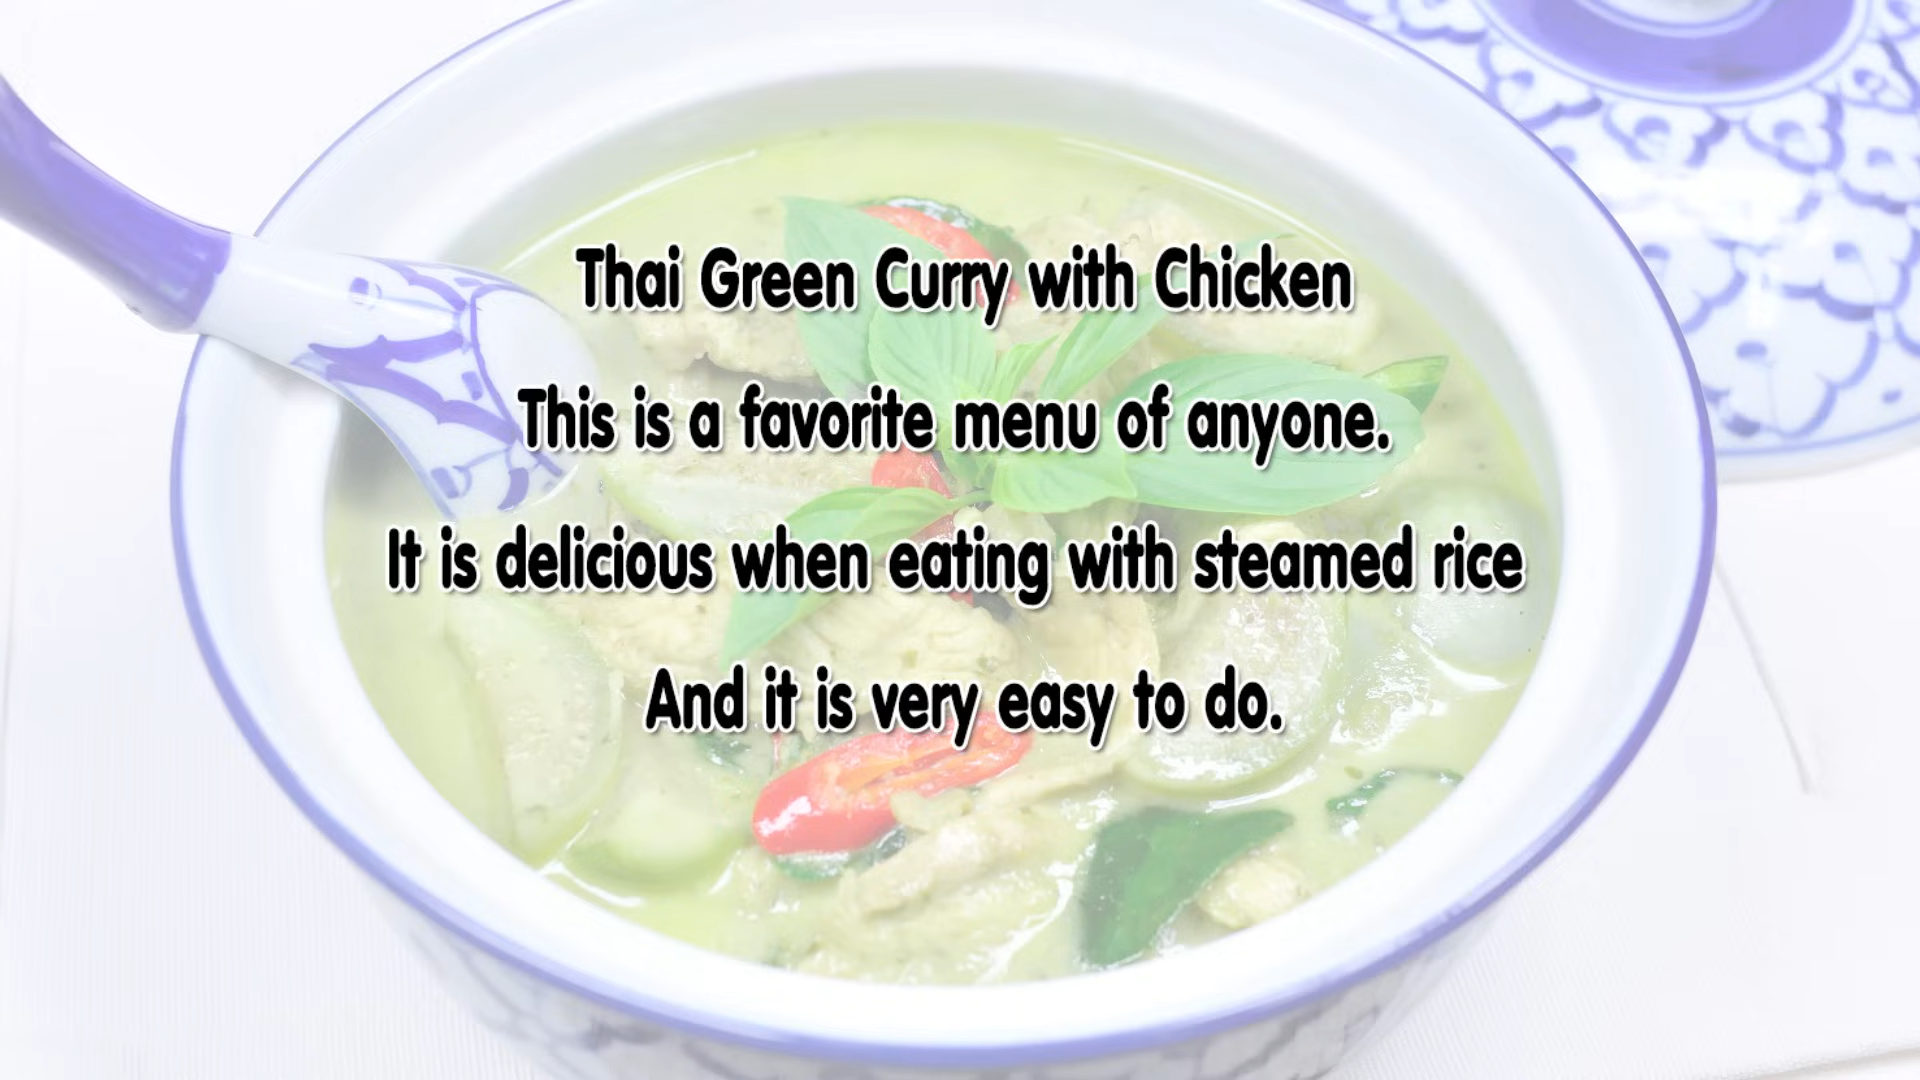 Thai Green Curry with Chicken
This is a favorite menu of anyone.
It is delicious when eating with steamed rice
And it is very easy to do.